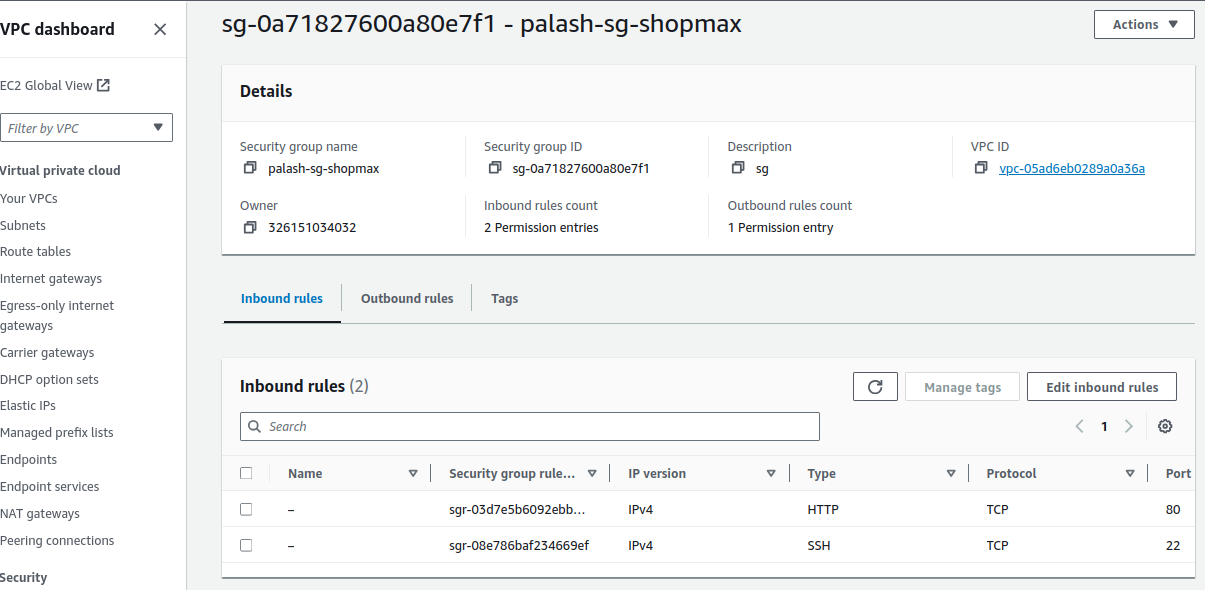 VPC dashboard
EC2 Global View
Filter by VPC
Virtual private cloud
Your VPCs
Subnets
Route tables
Internet gateways
Egress-only internet
gateways
Carrier gateways
DHCP option sets
Elastic IPs
Managed prefix lists
Endpoints
Endpoint services
NAT gateways
Peering connections
Security
sg-0a71827600a80e7f1 - palash-sg-shopmax
Actions
Details
Security group name
palash-sg-shopmax
Security group ID
sg-0a71827600a80e7f1
Description
sg
VPC ID
vpc-05ad6eb0289a0a36a
Owner
326151034032
Inbound rules count
2 Permission entries
Outbound rules count
1 Permission entry
Inbound rules
Outbound rules
Tags
Inbound rules (2)
Manage tags
Edit inbound rules
Search
1
Name Security group rule... IP version Type Protocol Port
– sgr-03d7e5b6092ebb... IPv4 HTTP TCP 80
– sgr-08e786baf234669ef IPv4 SSH TCP 22